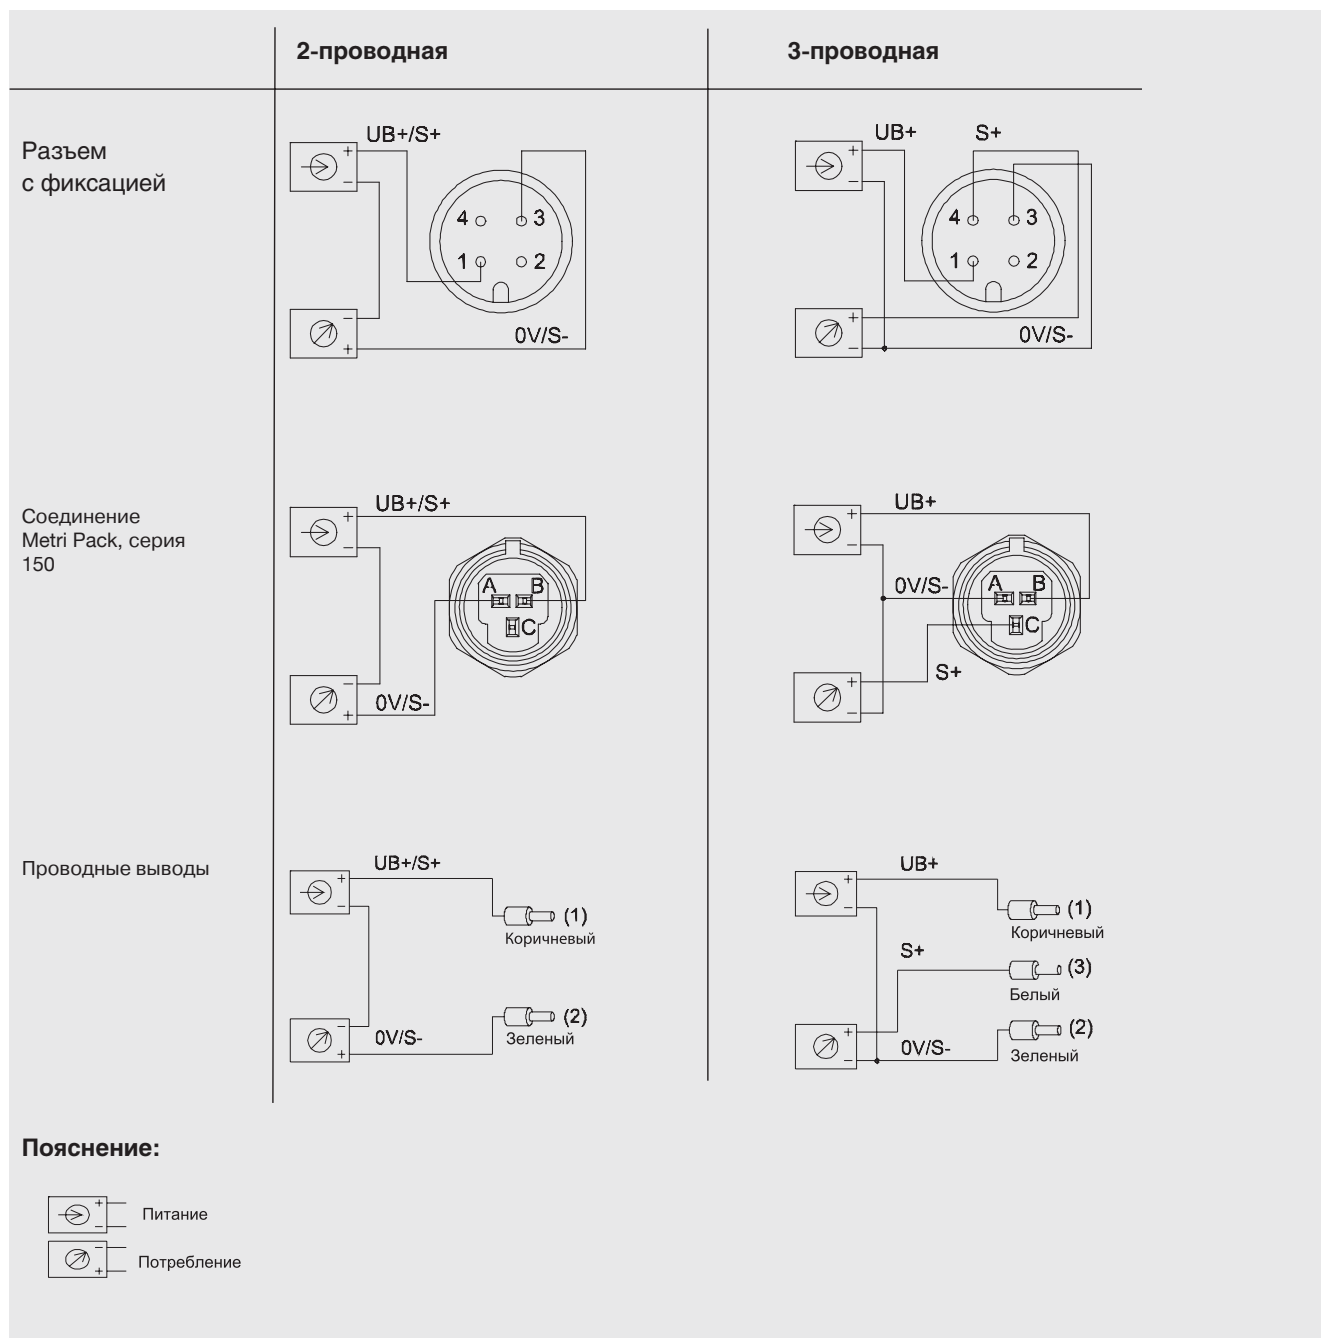 2-проводная
3-проводная
Разъем
с фиксацией
UB+/S+
+
−
4
3
1
2
−
+
0V/S-
UB+
S+
+
−
4
3
1
2
+
−
0V/S-
Соединение
Metri Pack, серия
150
UB+/S+
+
−
A
B
C
−
+
0V/S-
UB+
+
−
0V/S-
A
B
C
S+
+
−
Проводные выводы
UB+/S+
+
−
(1)
Коричневый
−
+
0V/S-
(2)
Зеленый
UB+
+
−
(1)
Коричневый
S+
(3)
Белый
+
−
0V/S-
(2)
Зеленый
Пояснение:
+
−
Питание
−
+
Потребление